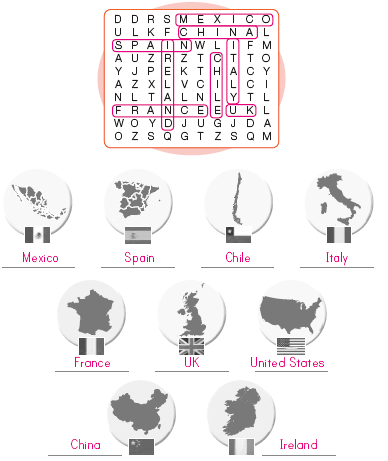 D D R S M E X I C O
U L K F C H I N A L
S P A I N W L I F M
A U Z R Z K C T T O
Y J P E K T H A C Y
F R A N C E E U K L
W O Y D J U G J D A
O Z S Q G T Z S Q M
Mexico
Spain
Chile
Italy
France
UK
United States
China
Ireland